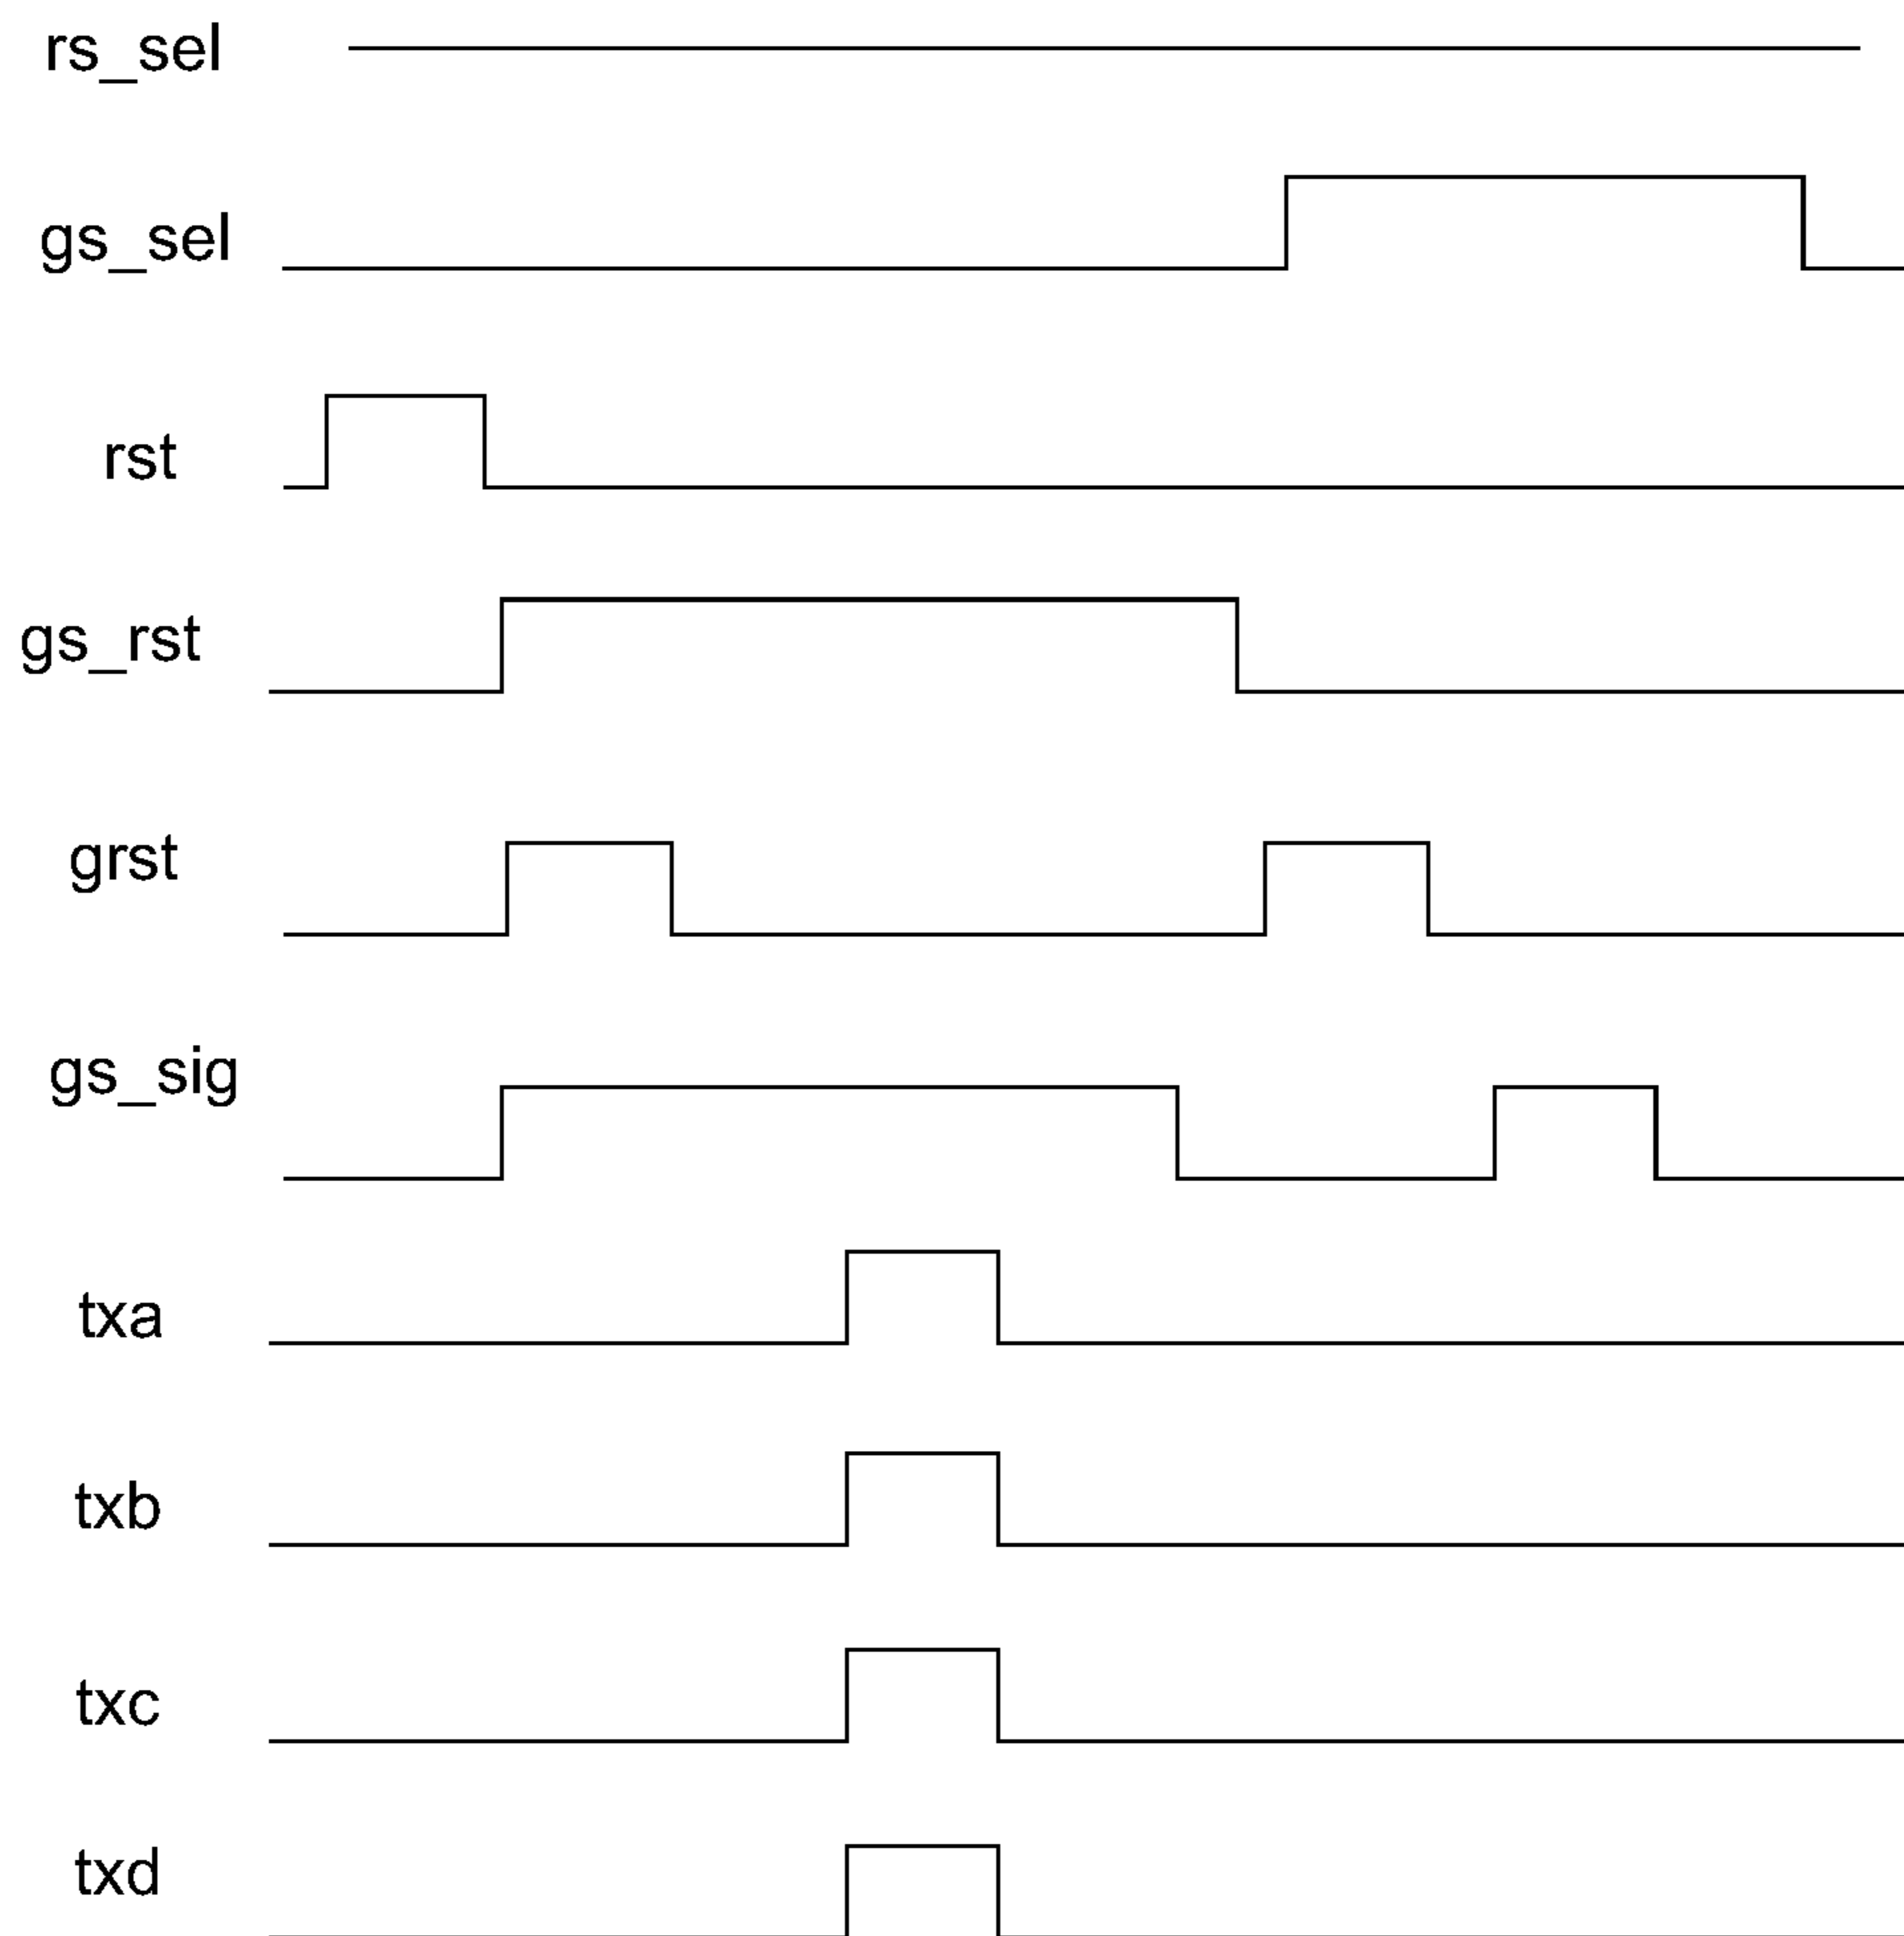 rs_sel
gs_sel
rst
gs_rst
grst
gs_sig
txa
txb
txc
txd